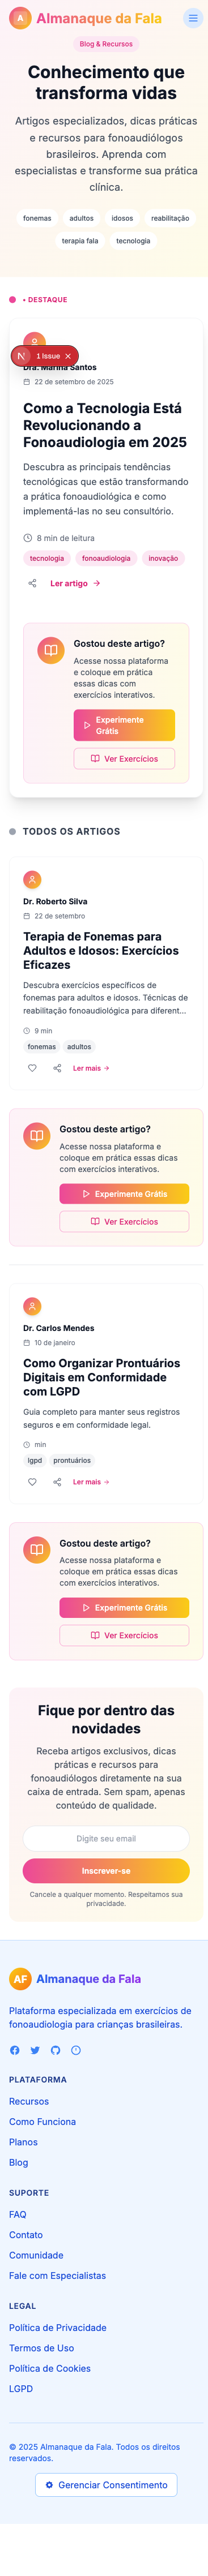 A Almanaque da Fala
Blog & Recursos
Conhecimento que
transforma vidas
Artigos especializados, dicas práticas
e recursos para fonoaudiólogos
brasileiros. Aprenda com
especialistas e transforme sua prática
clínica.
fonemas adultos idosos reabilitação
terapia fala tecnologia
• DESTAQUE
N 1 Issue
Dra. Marina Santos
22 de setembro de 2025
Como a Tecnologia Está
Revolucionando a
Fonoaudiologia em 2025
Descubra as principais tendências
tecnológicas que estão transformando
a prática fonoaudiológica e como
implementá-las no seu consultório.
8 min de leitura
tecnologia fonoaudiologia inovação
Ler artigo
Gostou deste artigo?
Acesse nossa plataforma
e coloque em prática
essas dicas com
exercícios interativos.
Experimente
Grátis
Ver Exercícios
TODOS OS ARTIGOS
Dr. Roberto Silva
22 de setembro
Terapia de Fonemas para
Adultos e Idosos: Exercícios
Eficazes
Descubra exercícios específicos de
fonemas para adultos e idosos. Técnicas de
reabilitação fonoaudiológica para diferent...
9 min
fonemas adultos
Ler mais
Gostou deste artigo?
Acesse nossa plataforma e
coloque em prática essas dicas
com exercícios interativos.
Experimente Grátis
Ver Exercícios
Dr. Carlos Mendes
10 de janeiro
Como Organizar Prontuários
Digitais em Conformidade
com LGPD
Guia completo para manter seus registros
seguros e em conformidade legal.
min
lgpd prontuários
Ler mais
Gostou deste artigo?
Acesse nossa plataforma e
coloque em prática essas dicas
com exercícios interativos.
Experimente Grátis
Ver Exercícios
Fique por dentro das
novidades
Receba artigos exclusivos, dicas
práticas e recursos para
fonoaudiólogos diretamente na sua
caixa de entrada. Sem spam, apenas
conteúdo de qualidade.
Digite seu email
Inscrever-se
Cancele a qualquer momento. Respeitamos sua
privacidade.
AF Almanaque da Fala
Plataforma especializada em exercícios de
fonoaudiologia para crianças brasileiras.
PLATAFORMA
Recursos
Como Funciona
Planos
Blog
SUPORTE
FAQ
Contato
Comunidade
Fale com Especialistas
LEGAL
Política de Privacidade
Termos de Uso
Política de Cookies
LGPD
© 2025 Almanaque da Fala. Todos os direitos
reservados.
Gerenciar Consentimento